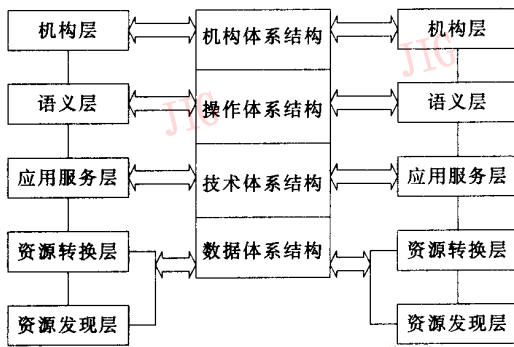 机构层 机构体系结构 机构层
语义层 操作体系结构 语义层
应用服务层 技术体系结构 应用服务层
资源转换层 数据体系结构 资源转换层
资源发现层 资源发现层
JIG
JIG